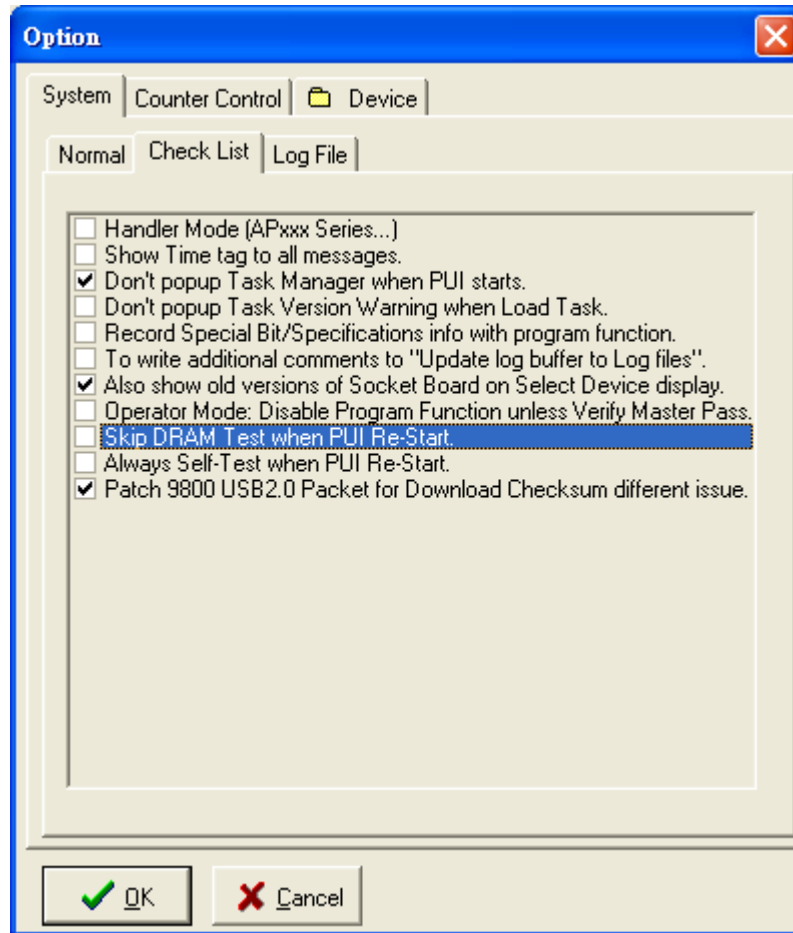 Option
System Counter Control Device
Normal Check List Log File
Handler Mode (APxxx Series...)
Show Time tag to all messages.
Don't popup Task Manager when PUI starts.
Don't popup Task Version Warning when Load Task.
Record Special Bit/Specifications info with program function.
To write additional comments to "Update log buffer to Log files".
Also show old versions of Socket Board on Select Device display.
Operator Mode: Disable Program Function unless Verify Master Pass.
Skip DRAM Test when PUI Re-Start.
Always Self-Test when PUI Re-Start.
Patch 9800 USB2.0 Packet for Download Checksum different issue.
OK Cancel